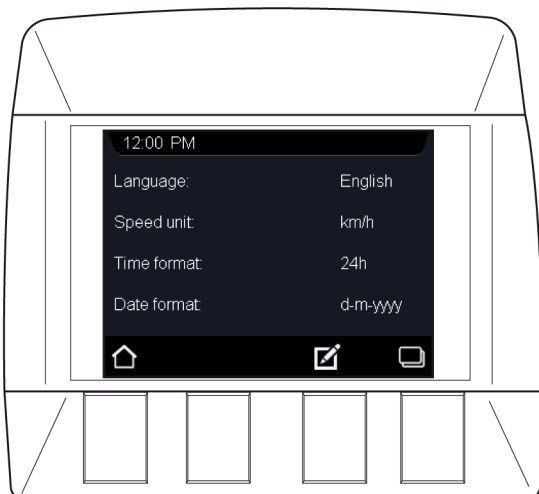 12:00 PM
Language: English
Speed unit: km/h
Time format: 24h
Date format: d-m-yyyy